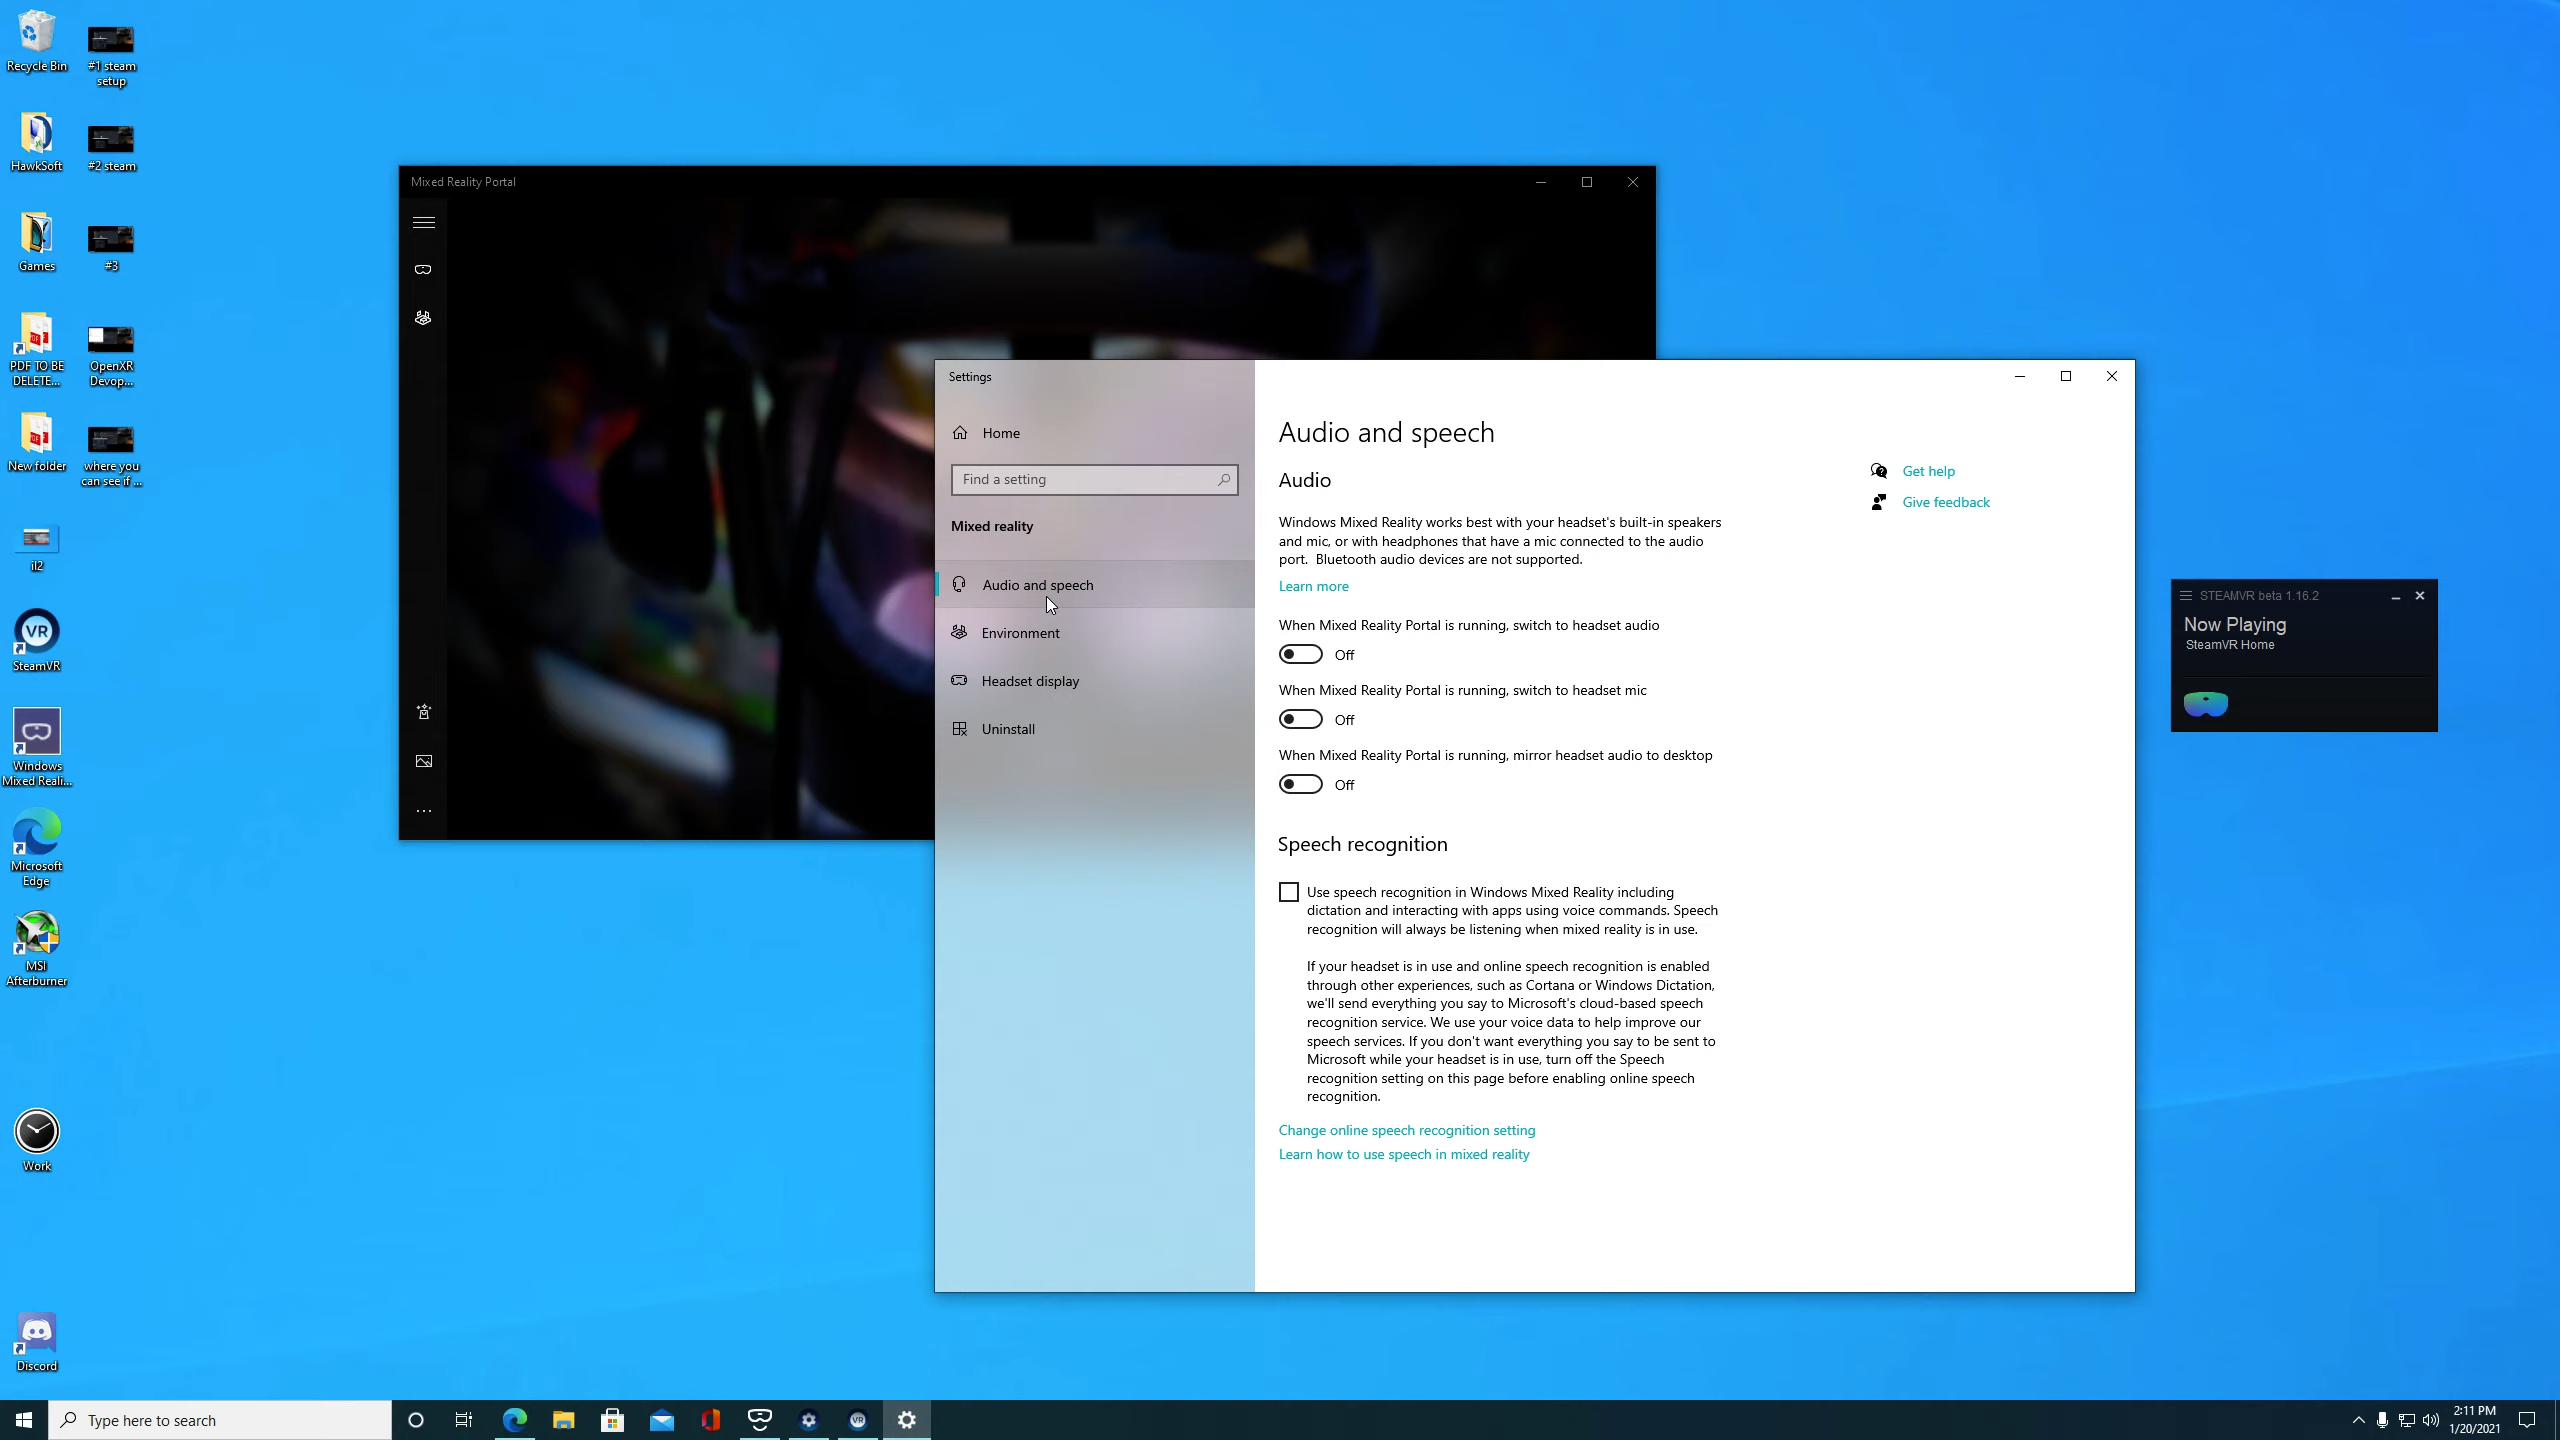 Recycle Bin
#1 steam
setup
HawkSoft
#2 steam
Games
#3
PDF TO BE
DELETE...
OpenXR
Devop...
New folder
where you
can see if ...
il2
SteamVR
Windows
Mixed Reali...
Microsoft
Edge
MSI
Afterburner
Work
Discord
Mixed Reality Portal
Settings
Home
Find a setting
Mixed reality
Audio and speech
Environment
Headset display
Uninstall
Audio and speech
Audio
Windows Mixed Reality works best with your headset's built-in speakers
and mic, or with headphones that have a mic connected to the audio
port.  Bluetooth audio devices are not supported.
Learn more
When Mixed Reality Portal is running, switch to headset audio
Off
When Mixed Reality Portal is running, switch to headset mic
Off
When Mixed Reality Portal is running, mirror headset audio to desktop
Off
Speech recognition
Use speech recognition in Windows Mixed Reality including
dictation and interacting with apps using voice commands. Speech
recognition will always be listening when mixed reality is in use.
If your headset is in use and online speech recognition is enabled
through other experiences, such as Cortana or Windows Dictation,
we'll send everything you say to Microsoft's cloud-based speech
recognition service. We use your voice data to help improve our
speech services. If you don't want everything you say to be sent to
Microsoft while your headset is in use, turn off the Speech
recognition setting on this page before enabling online speech
recognition.
Change online speech recognition setting
Learn how to use speech in mixed reality
Get help
Give feedback
STEAMVR beta 1.16.2
Now Playing
SteamVR Home
Type here to search
2:11 PM
1/20/2021